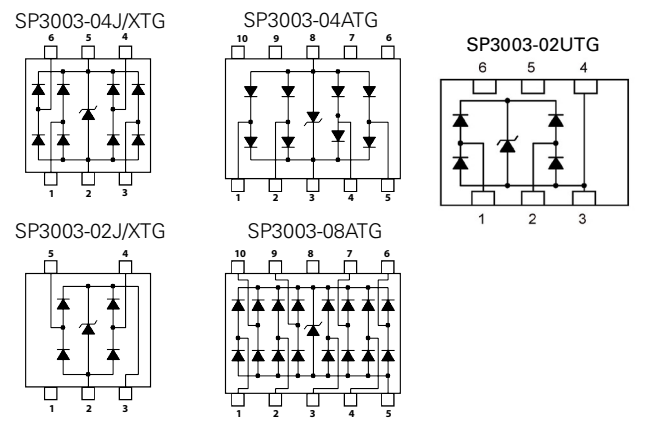 SP3003-04J/XTG
6 5 4
1 2 3
SP3003-04ATG
10 9 8 7 6
1 2 3 4 5
SP3003-02UTG
6 5 4
1 2 3
SP3003-02J/XTG
5 4
1 2 3
SP3003-08ATG
10 9 8 7 6
1 2 3 4 5